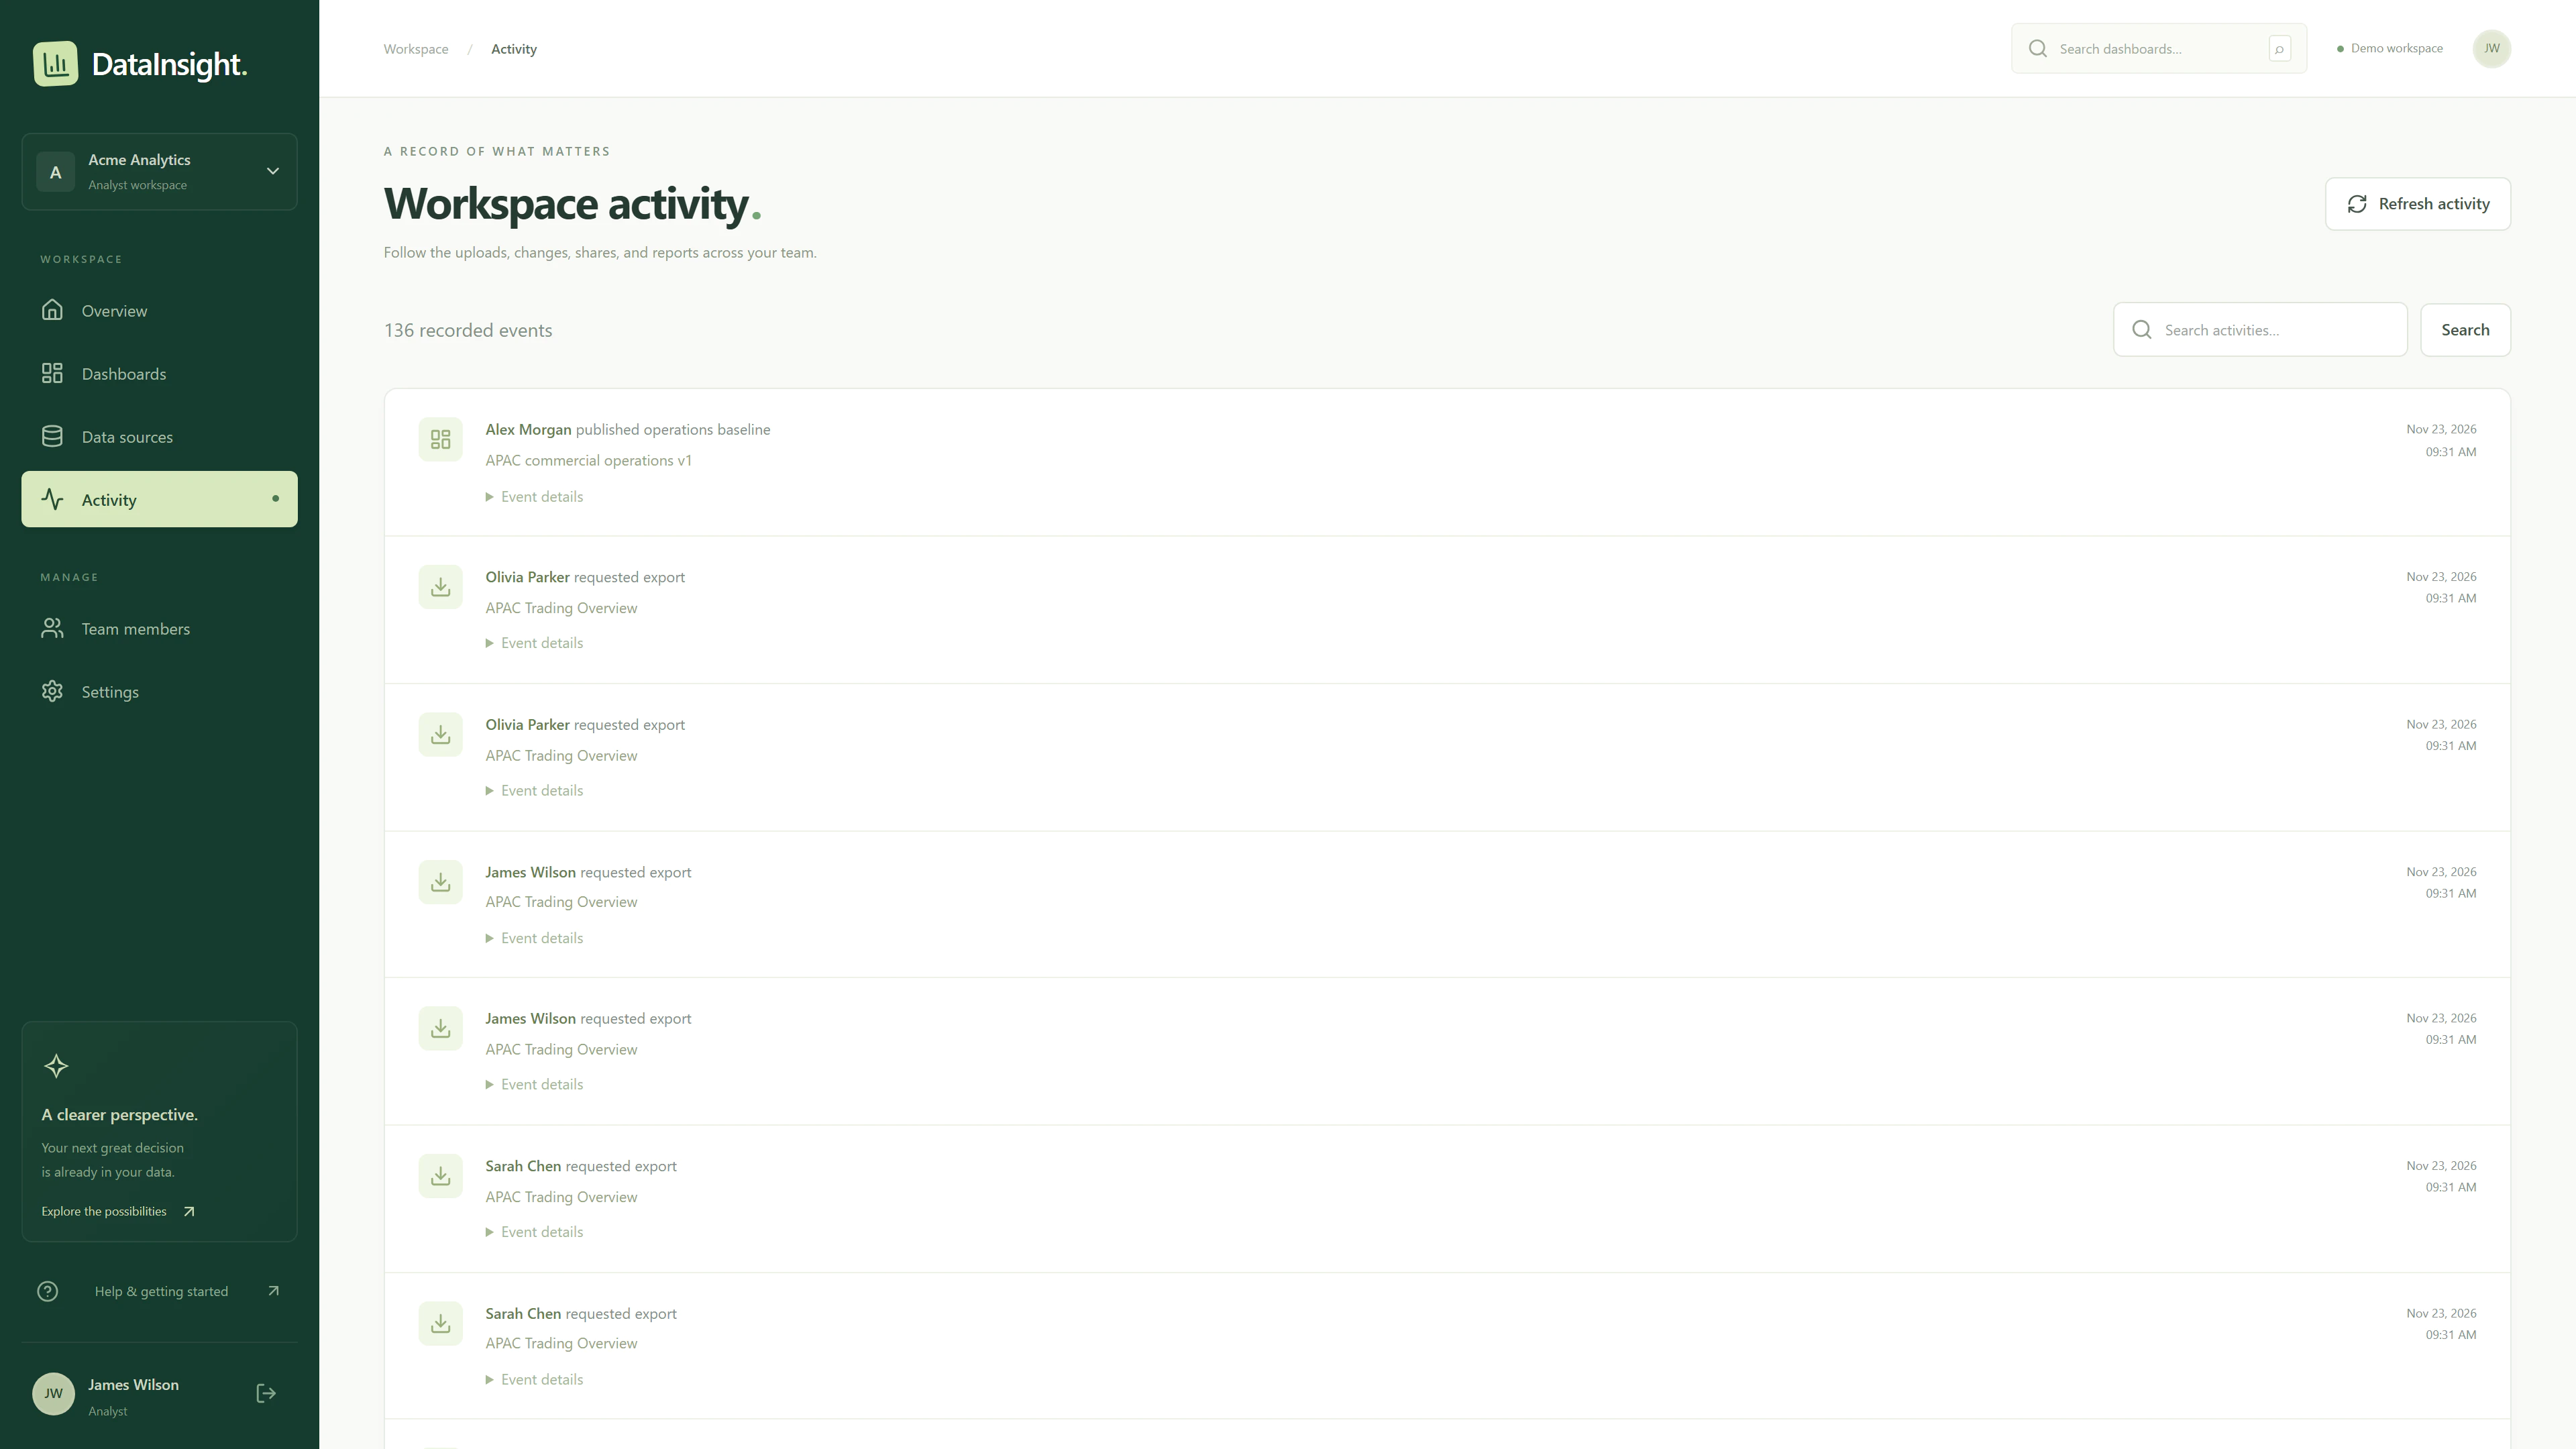 DataInsight.
A
Acme Analytics
Analyst workspace
WORKSPACE
Overview
Dashboards
Data sources
Activity
MANAGE
Team members
Settings
A clearer perspective.
Your next great decision
is already in your data.
Explore the possibilities
Help & getting started
JW
James Wilson
Analyst
Workspace / Activity
Search dashboards...
Demo workspace
JW
A RECORD OF WHAT MATTERS
Workspace activity.
Follow the uploads, changes, shares, and reports across your team.
Refresh activity
136 recorded events
Search activities...
Search
Alex Morgan published operations baseline
APAC commercial operations v1
Event details
Nov 23, 2026
09:31 AM
Olivia Parker requested export
APAC Trading Overview
Event details
Nov 23, 2026
09:31 AM
Olivia Parker requested export
APAC Trading Overview
Event details
Nov 23, 2026
09:31 AM
James Wilson requested export
APAC Trading Overview
Event details
Nov 23, 2026
09:31 AM
James Wilson requested export
APAC Trading Overview
Event details
Nov 23, 2026
09:31 AM
Sarah Chen requested export
APAC Trading Overview
Event details
Nov 23, 2026
09:31 AM
Sarah Chen requested export
APAC Trading Overview
Event details
Nov 23, 2026
09:31 AM